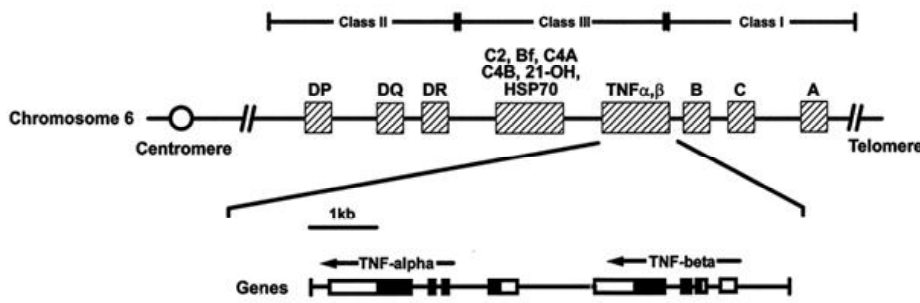 Class II Class III Class I
C2, Bf, C4A
C4B, 21-OH,
DP DQ DR HSP70 TNFα,β B C A
Chromosome 6
Centromere Telomere
1kb
TNF-alpha TNF-beta
Genes